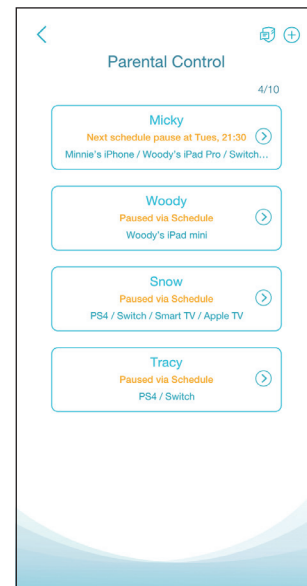 Parental Control
4/10
Micky
Next schedule pause at Tues, 21:30
Minnie's iPhone / Woody's iPad Pro / Switch...
Woody
Paused via Schedule
Woody's iPad mini
Snow
Paused via Schedule
PS4 / Switch / Smart TV / Apple TV
Tracy
Paused via Schedule
PS4 / Switch